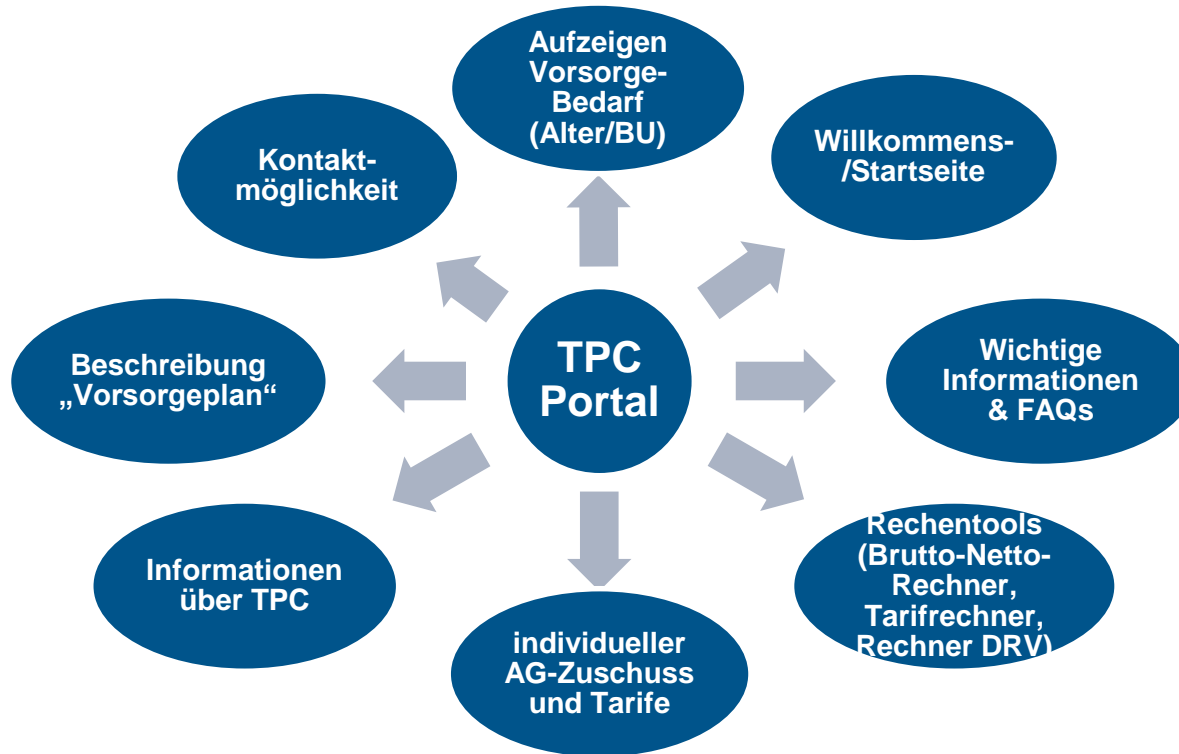 Aufzeigen
Vorsorge-
Bedarf
(Alter/BU)
Willkommens-
/Startseite
Wichtige
Informationen
& FAQs
Rechentools
(Brutto-Netto-
Rechner,
Tarifrechner,
Rechner DRV)
individueller
AG-Zuschuss
und Tarife
Informationen
über TPC
Beschreibung
„Vorsorgeplan“
Kontakt-
möglichkeit
TPC
Portal